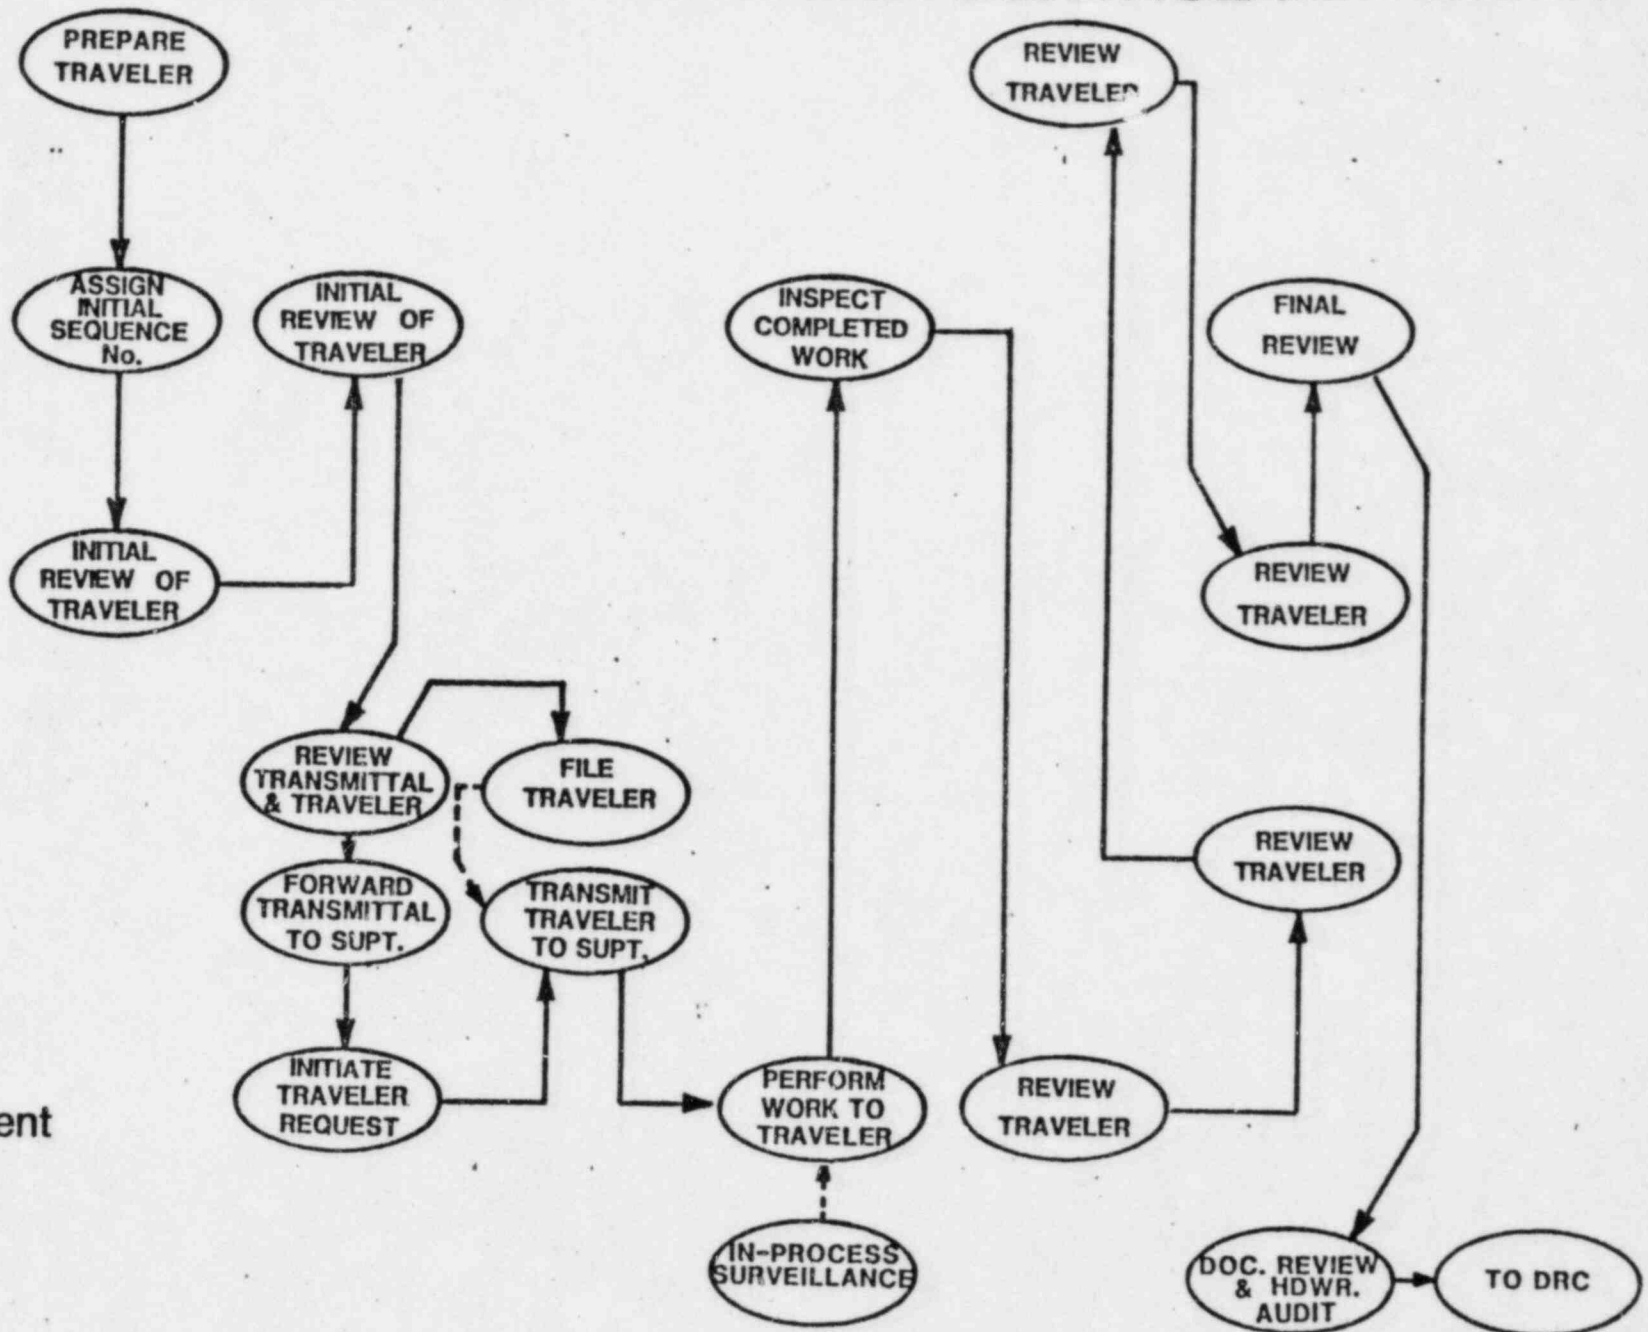 PREPARE
TRAVELER
ASSIGN
INITIAL
SEQUENCE
No.
INITIAL
REVIEW OF
TRAVELER
INITIAL
REVIEW OF
TRAVELER
REVIEW
TRANSMITTAL
& TRAVELER
FILE
TRAVELER
FORWARD
TRANSMITTAL
TO SUPT.
TRANSMIT
TRAVELER
TO SUPT.
INITIATE
TRAVELER
REQUEST
ent
PERFORM
WORK TO
TRAVELER
IN-PROCESS
SURVEILLANCE
INSPECT
COMPLETED
WORK
REVIEW
TRAVELER
REVIEW
TRAVELER
REVIEW
TRAVELER
REVIEW
TRAVELER
FINAL
REVIEW
DOC. REVIEW
& HDWR.
AUDIT
TO DRC